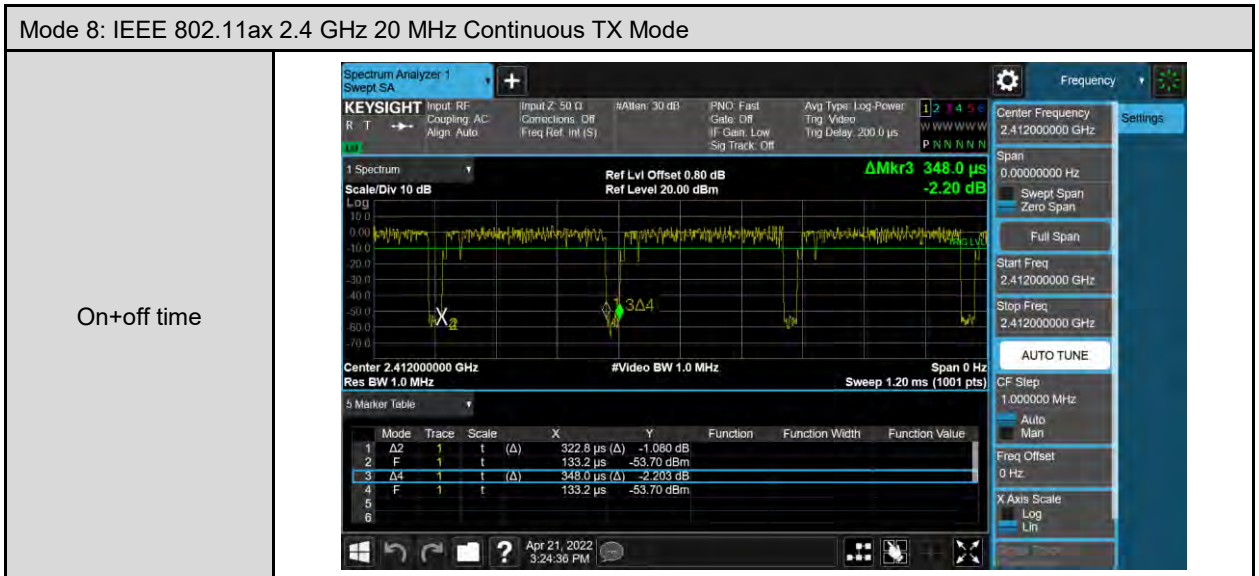 Mode 8: IEEE 802.11ax 2.4 GHz 20 MHz Continuous TX Mode
On+off time
Spectrum Analyzer 1
Swept SA
Frequency
KEYSIGHT Input: RF Input Z: 50 Ω #Atten: 30 dB PNO: Fast Avg Type: Log-Power 1 2 3 4 5 6
R T Coupling: AC Corrections: Off Gate: Off Trig: Video W W W W W W
Align: Auto Freq Ref: Int (S) IF Gain: Low Trig Delay: 200.0 µs
Sig Track: Off P N N N N N
1 Spectrum
Ref Lvl Offset 0.80 dB ΔMkr3 348.0 µs
Scale/Div 10 dB Ref Level 20.00 dBm -2.20 dB
Log
10.0
0.00
-10.0
TRIG LVL
-20.0
-30.0
-40.0
-50.0
-60.0
-70.0
X 2
3Δ4
Center 2.412000000 GHz #Video BW 1.0 MHz Span 0 Hz
Res BW 1.0 MHz Sweep 1.20 ms (1001 pts)
5 Marker Table
Mode Trace Scale X Y Function Function Width Function Value
1 Δ2 1 t (Δ) 322.8 µs (Δ) -1.080 dB
2 F 1 t 133.2 µs -53.70 dBm
3 Δ4 1 t (Δ) 348.0 µs (Δ) -2.203 dB
4 F 1 t 133.2 µs -53.70 dBm
5
6
Apr 21, 2022
3:24:36 PM
Center Frequency
2.412000000 GHz
Settings
Span
0.00000000 Hz
Swept Span
Zero Span
Full Span
Start Freq
2.412000000 GHz
Stop Freq
2.412000000 GHz
AUTO TUNE
CF Step
1.000000 MHz
Auto
Man
Freq Offset
0 Hz
X Axis Scale
Log
Lin